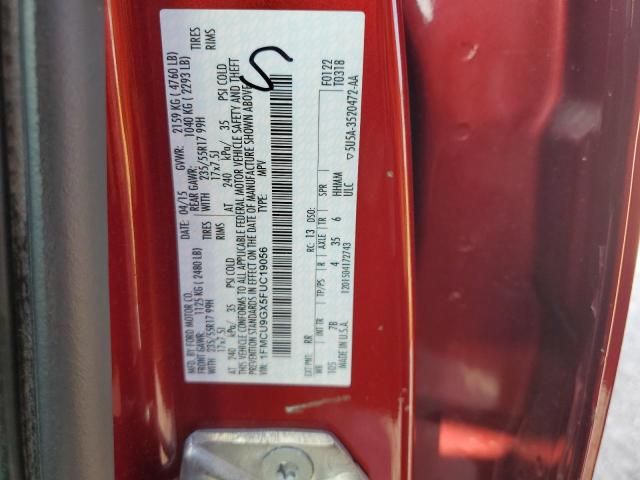 MFD. BY FORD MOTOR CO.
DATE: 04/15 GVWR: 2159 KG ( 4760 LB)
FRONT GAWR: 1125 KG ( 2480 LB) REAR GAWR: 1040 KG ( 2293 LB)
WITH 235/55R17 99H TIRES WITH 235/55R17 99H TIRES
17x7.5J RIMS 17x7.5J RIMS
AT 240 kPa/ 35 PSI COLD AT 240 kPa/ 35 PSI COLD
THIS VEHICLE CONFORMS TO ALL APPLICABLE FEDERAL MOTOR VEHICLE SAFETY AND THEFT
PREVENTION STANDARDS IN EFFECT ON THE DATE OF MANUFACTURE SHOWN ABOVE.
VIN: 1FMCU9GX5FUC19056 TYPE: MPV
EXT PNT: RR RC: 13 DSO: F0122
T0318
WB INT TR TP/PS R AXLE TR SPR
105 7B 4 35 6 HHMM
MADE IN U.S.A. ULC
1201504172743 ▽5U5A-3520472-AA